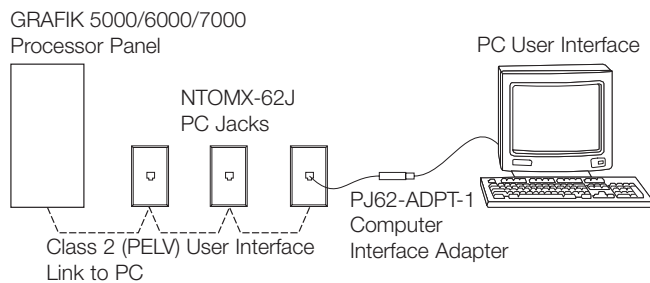 GRAFIK 5000/6000/7000
Processor Panel
PC User Interface
NTOMX-62J
PC Jacks
PJ62-ADPT-1
Computer
Interface Adapter
Class 2 (PELV) User Interface
Link to PC